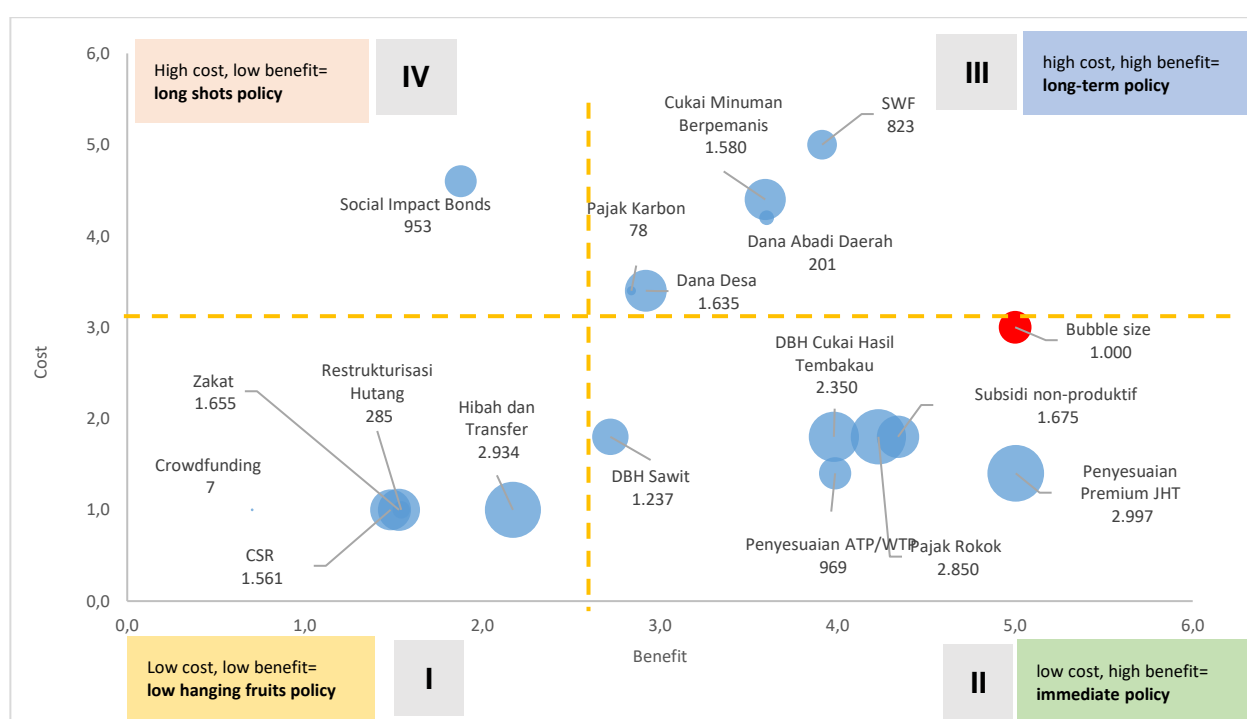 High cost, low benefit=
long shots policy
IV
III
high cost, high benefit=
long-term policy
6,0
5,0
4,0
3,0
2,0
1,0
0,0
Cost
Cukai Minuman
Berpemanis
1.580
SWF
823
Social Impact Bonds
953
Pajak Karbon
78
Dana Abadi Daerah
201
Dana Desa
1.635
Bubble size
1.000
DBH Cukai Hasil
Tembakau
2.350
Zakat
1.655
Restrukturisasi
Hutang
285
Hibah dan
Transfer
2.934
Subsidi non-produktif
1.675
Crowdfunding
7
DBH Sawit
1.237
Penyesuaian
Premium JHT
2.997
CSR
1.561
Penyesuaian ATP/WTP
969
Pajak Rokok
2.850
0,0 1,0 2,0 3,0 4,0 5,0 6,0
Benefit
Low cost, low benefit=
low hanging fruits policy
I
II
low cost, high benefit=
immediate policy